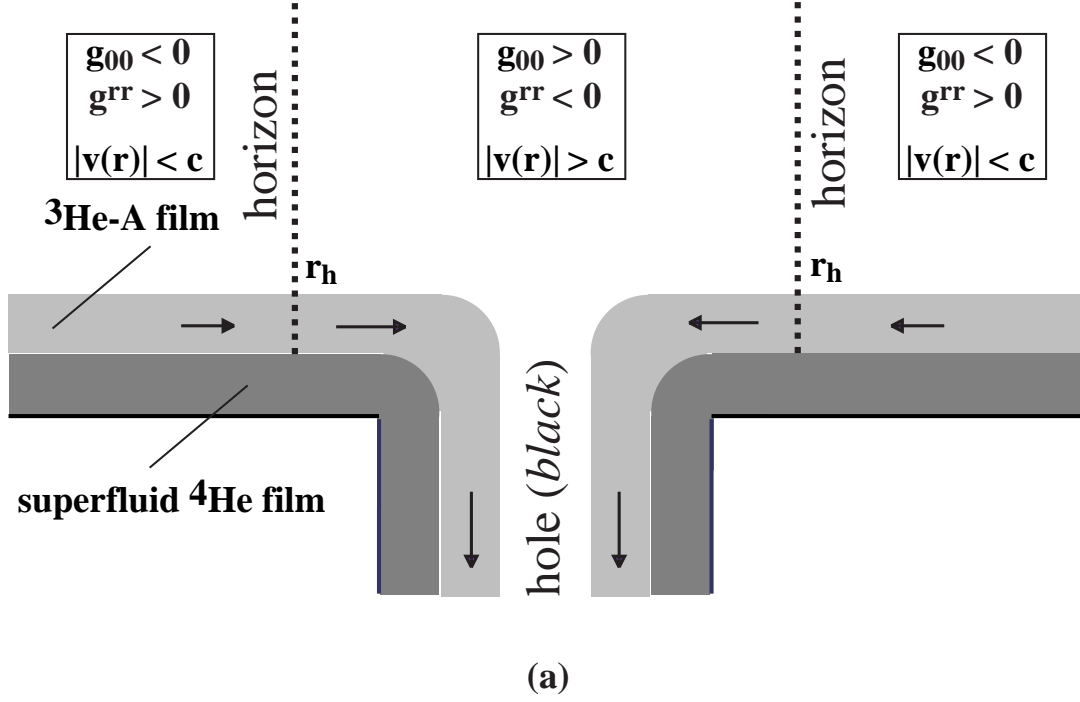 g₀₀ < 0
gʳʳ > 0
|v(r)| < c
horizon
g₀₀ > 0
gʳʳ < 0
|v(r)| > c
horizon
g₀₀ < 0
gʳʳ > 0
|v(r)| < c
³He-A film
rₕ
rₕ
superfluid ⁴He film
hole (black)
(a)